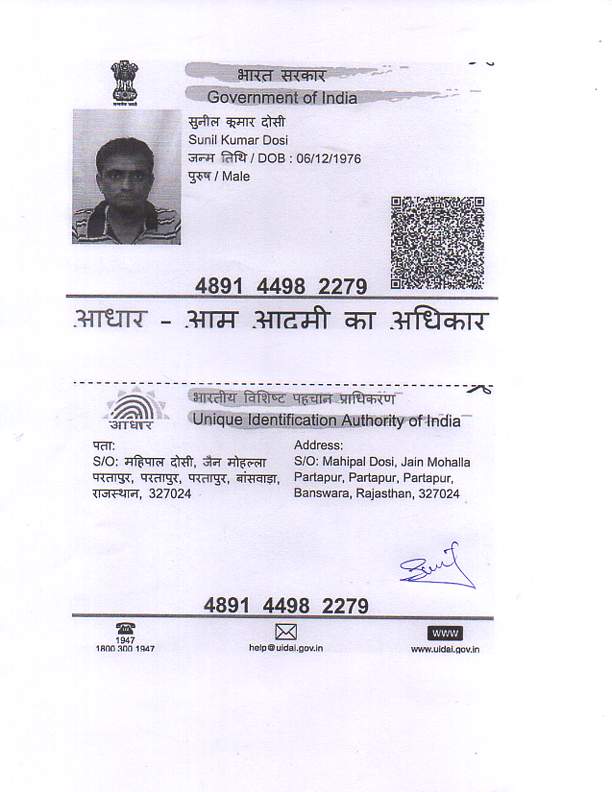 भारत सरकार
Government of India
सुनील कूमार दोसी
Sunil Kumar Dosi
जन्म तिथि / DOB : 06/12/1976
पुरुष / Male
4891 4498 2279
आधार - आम आदमी का अधिकार
भारतीय विशिष्ट पहचान प्राधिकरण
Unique Identification Authority of India
आधार
पता:
S/O: महिपाल दोसी, जैन मोहल्ला
परतापुर, परतापुर, परतापुर, बांसवाड़ा,
राजस्थान, 327024
Address:
S/O: Mahipal Dosi, Jain Mohalla
Partapur, Partapur, Partapur,
Banswara, Rajasthan, 327024
4891 4498 2279
1947
1800 300 1947
help@uidai.gov.in
WWW
www.uidai.gov.in